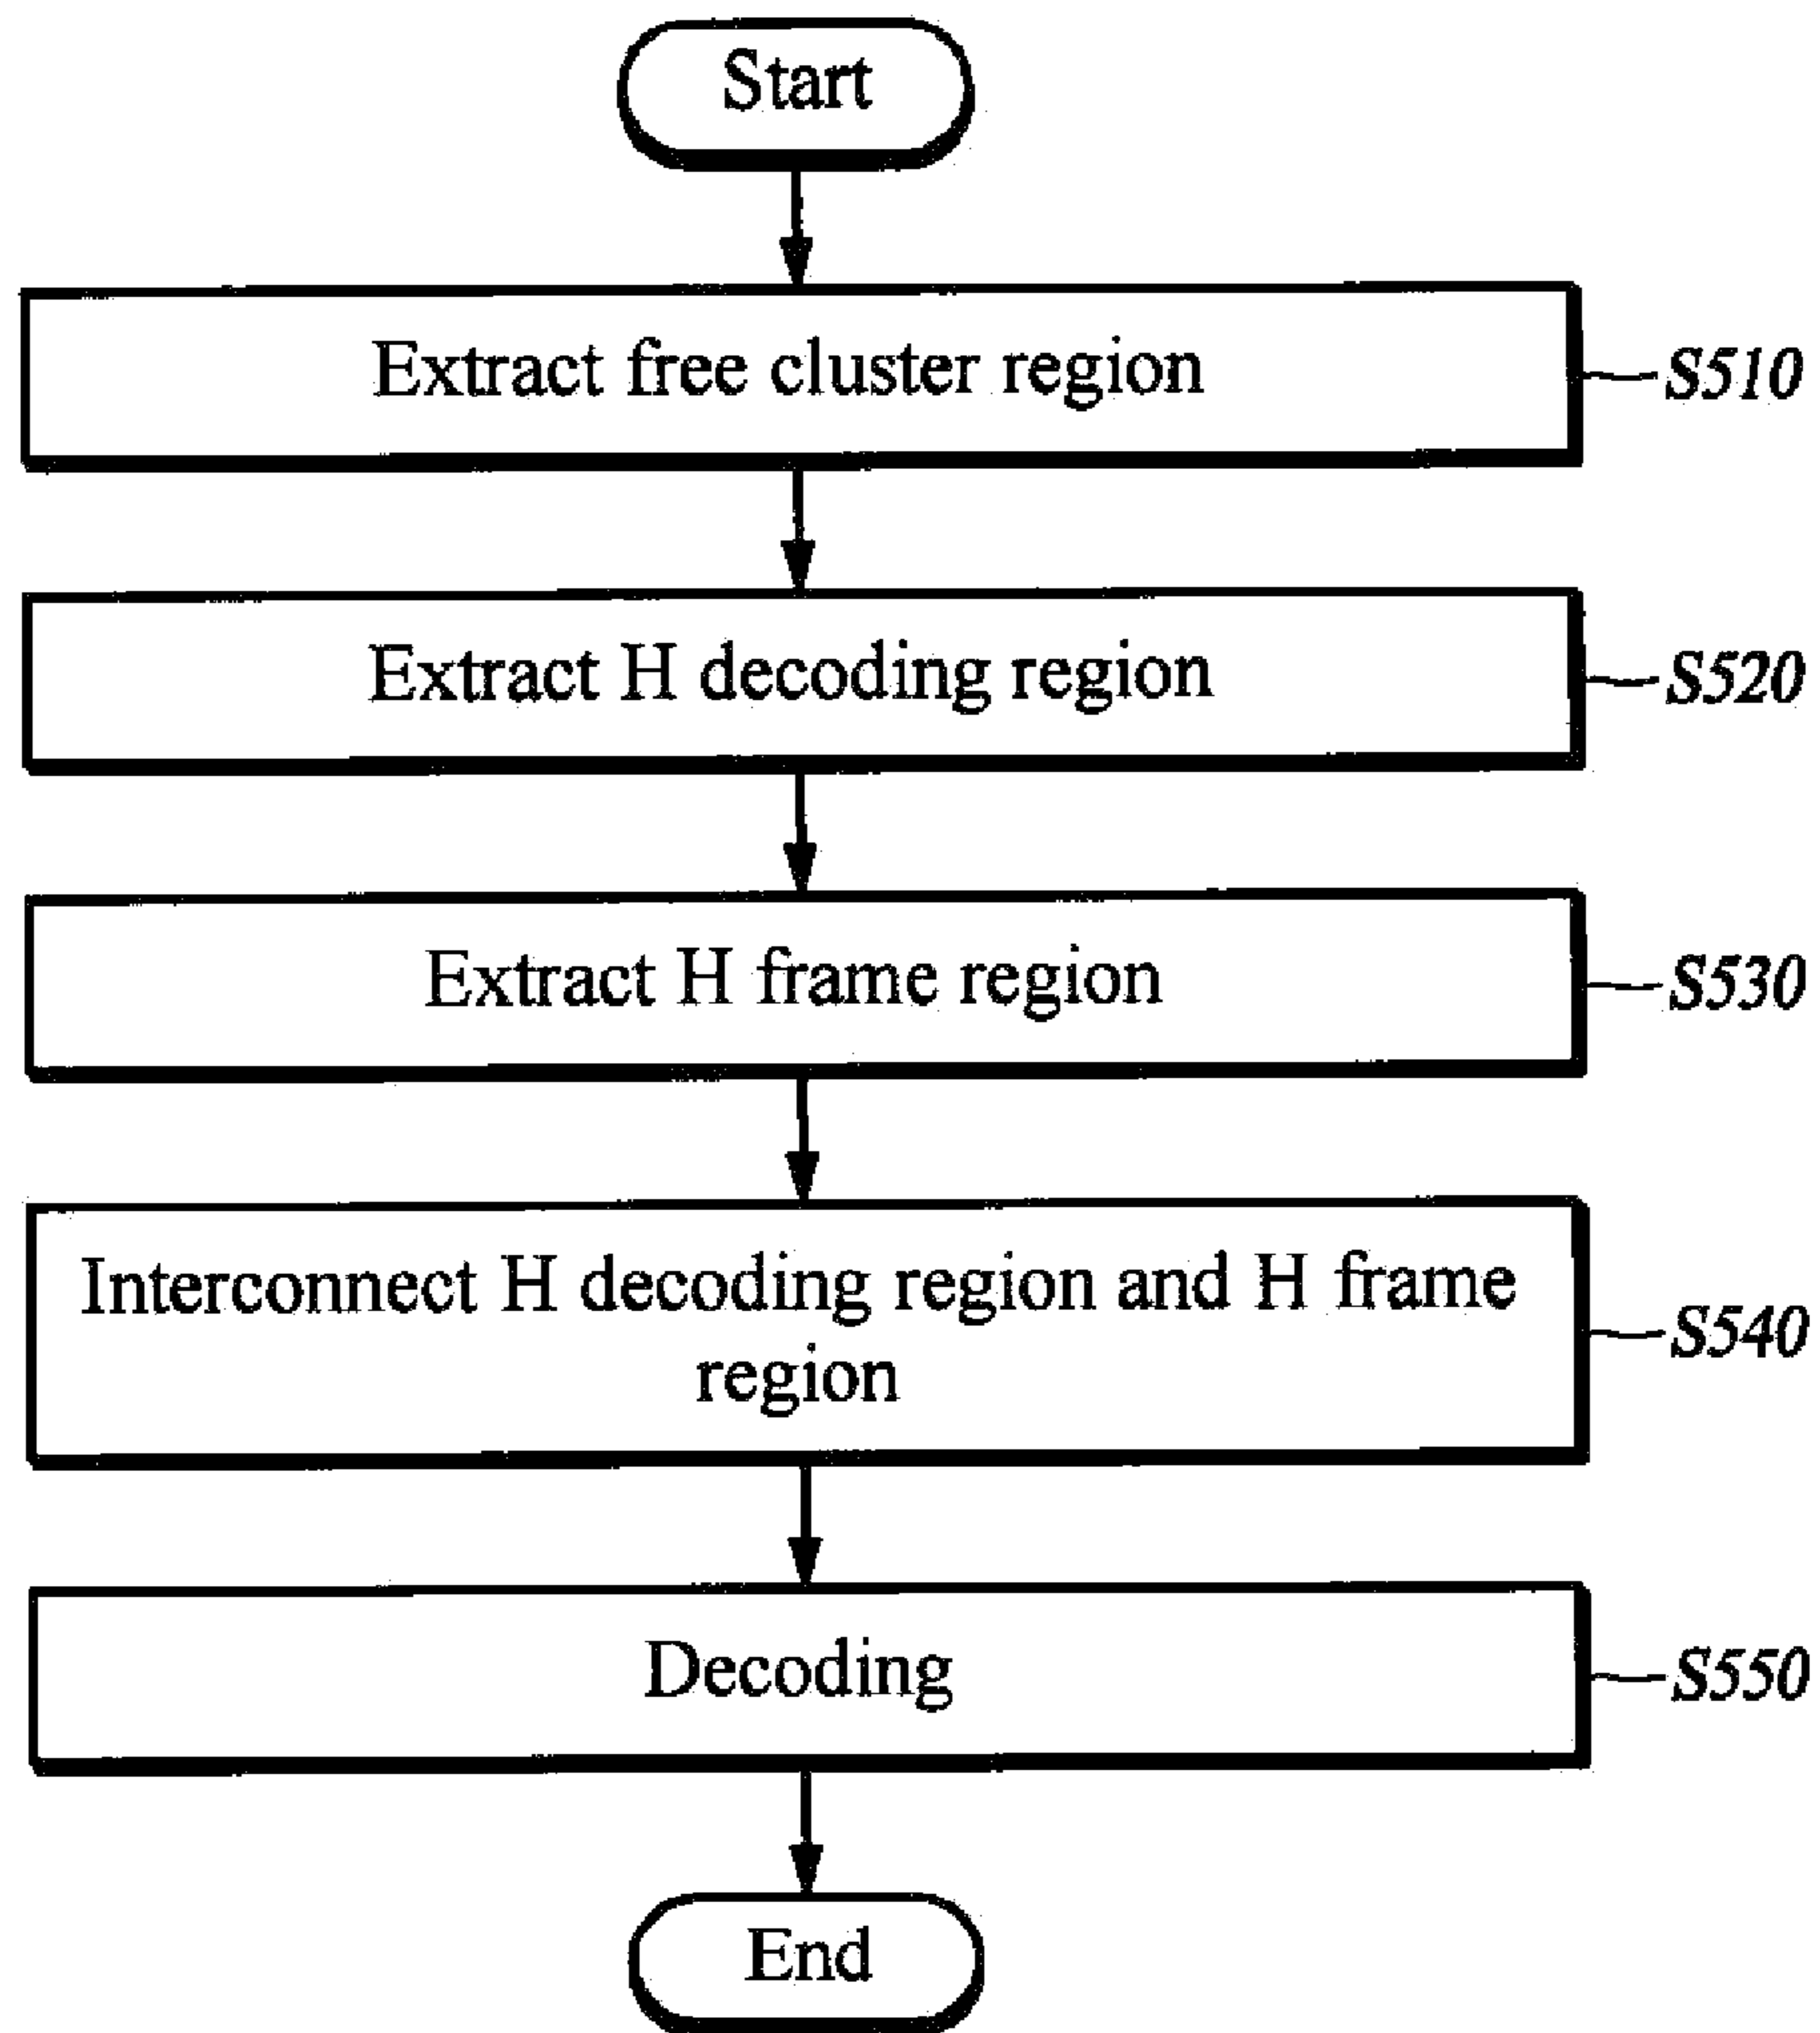 Start
Extract free cluster region
S510
Extract H decoding region
S520
Extract H frame region
S530
Interconnect H decoding region and H frame
region
S540
Decoding
S550
End